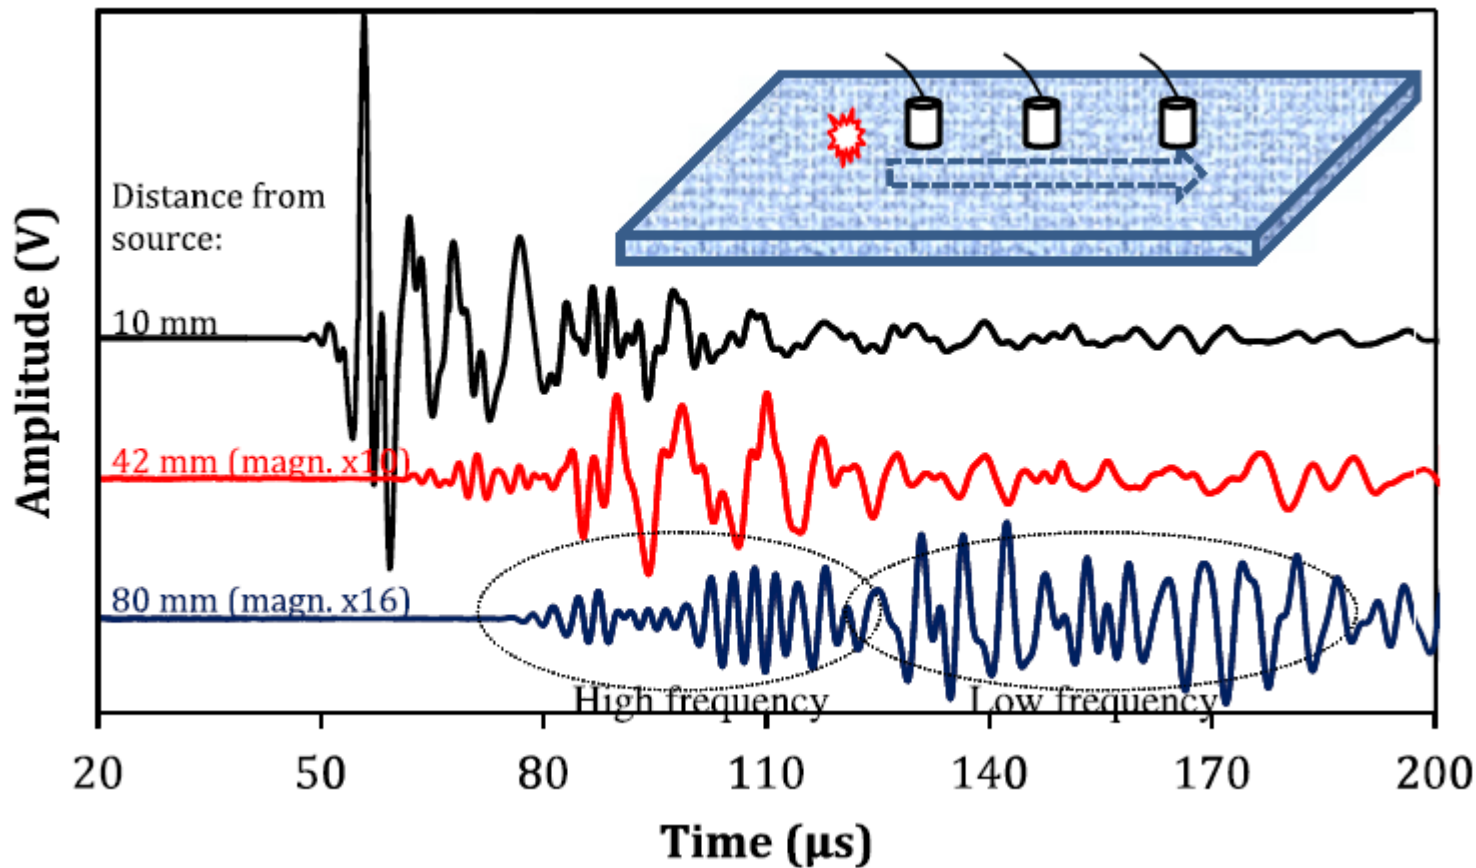 Distance from
source:
10 mm
42 mm (magn. x10)
80 mm (magn. x16)
High frequency
Low frequency
Amplitude (V)
20 50 80 110 140 170 200
Time (μs)